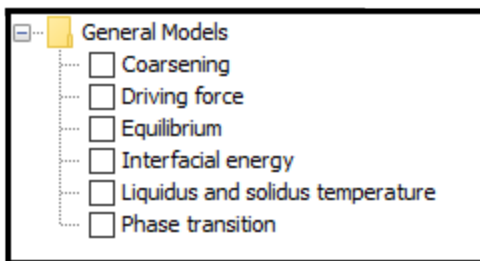 General Models
Coarsening
Driving force
Equilibrium
Interfacial energy
Liquidus and solidus temperature
Phase transition